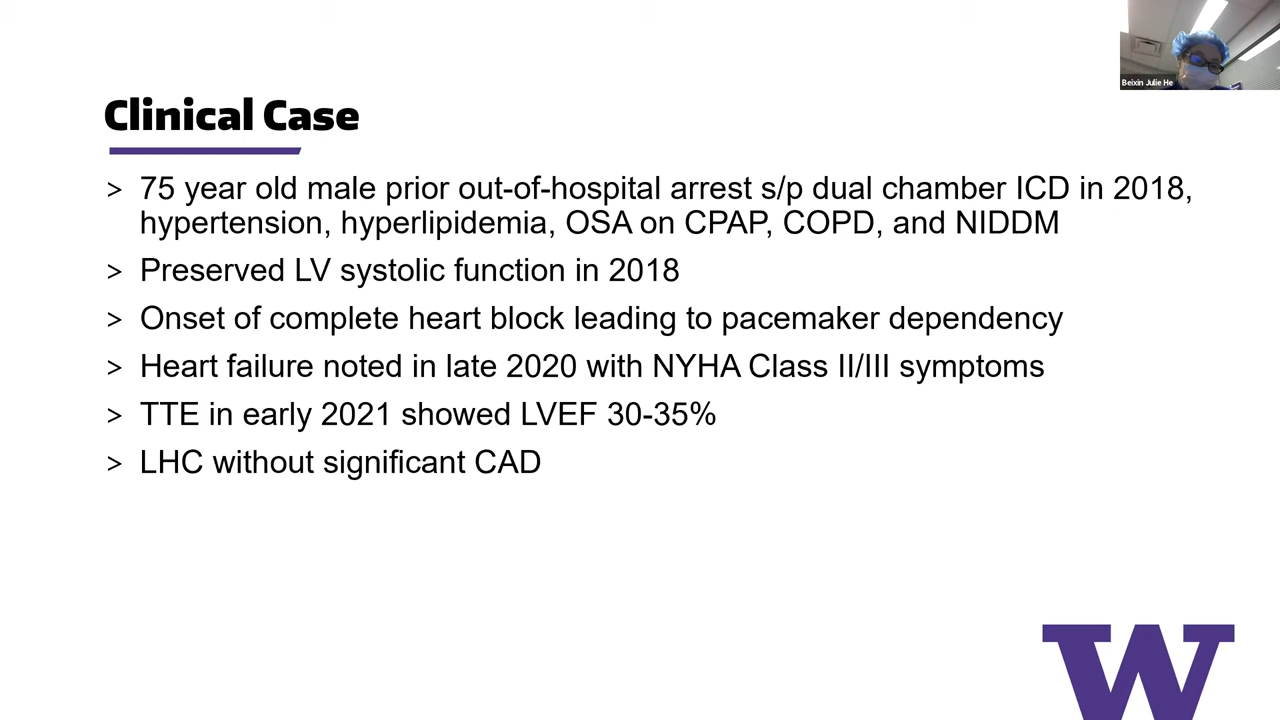 Beixin Julie He
Clinical Case
> 75 year old male prior out-of-hospital arrest s/p dual chamber ICD in 2018,
hypertension, hyperlipidemia, OSA on CPAP, COPD, and NIDDM
> Preserved LV systolic function in 2018
> Onset of complete heart block leading to pacemaker dependency
> Heart failure noted in late 2020 with NYHA Class II/III symptoms
> TTE in early 2021 showed LVEF 30-35%
> LHC without significant CAD
W